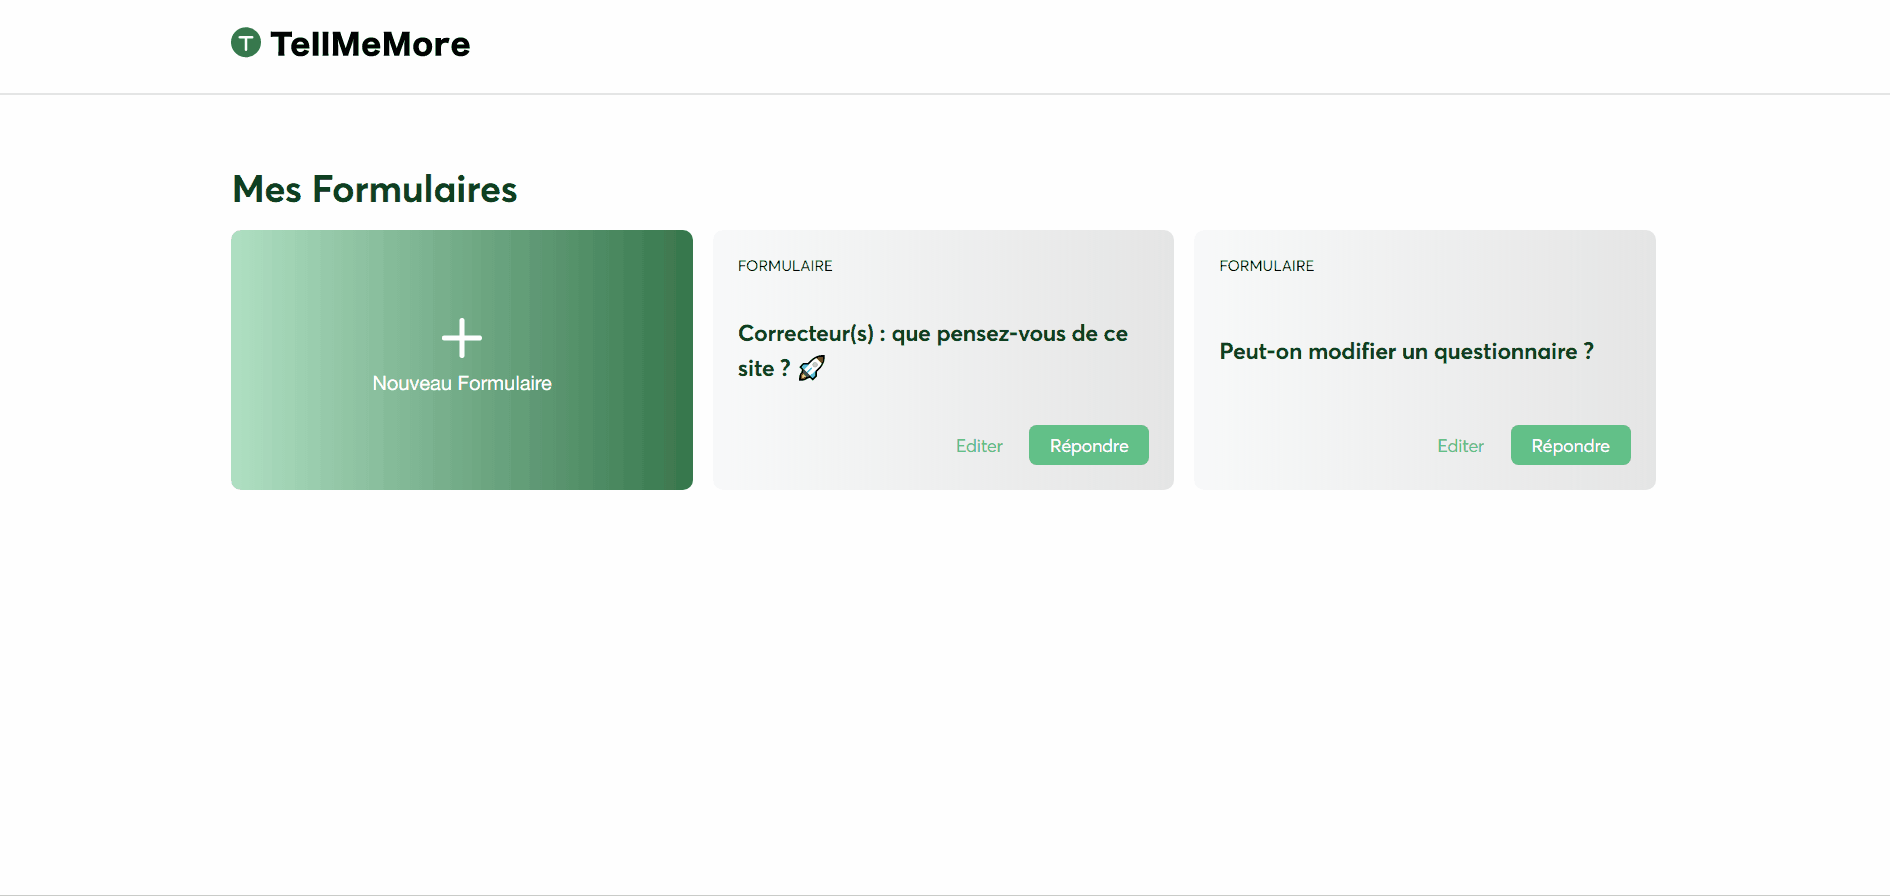 T TellMeMore
Mes Formulaires
Nouveau Formulaire
FORMULAIRE
Correcteur(s) : que pensez-vous de ce
site ? 🚀
Editer
Répondre
FORMULAIRE
Peut-on modifier un questionnaire ?
Editer
Répondre